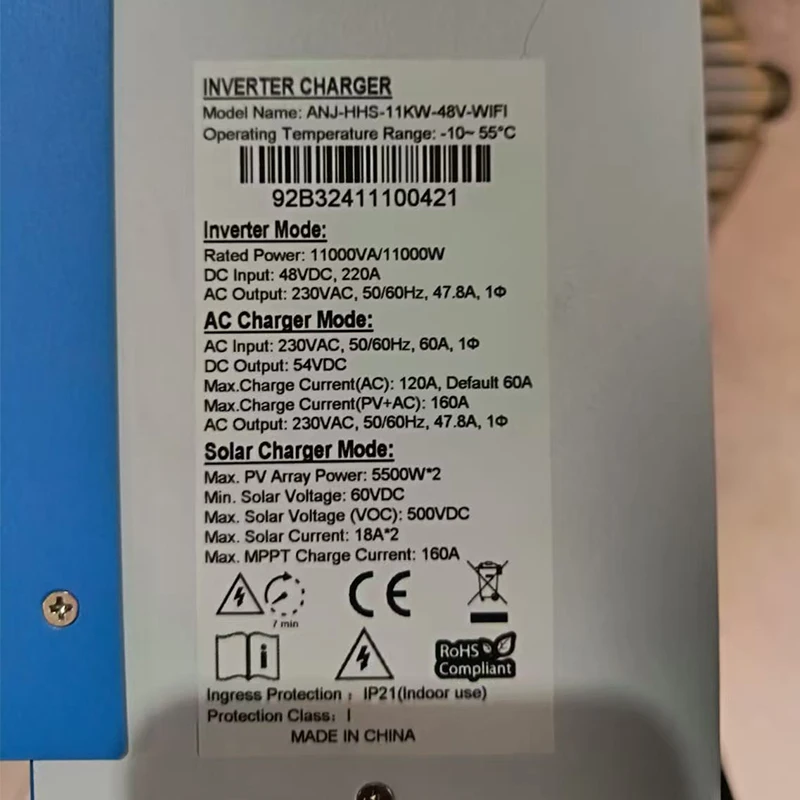 INVERTER CHARGER
Model Name: ANJ-HHS-11KW-48V-WIFI
Operating Temperature Range: -10~ 55°C
92B32411100421
Inverter Mode:
Rated Power: 11000VA/11000W
DC Input: 48VDC, 220A
AC Output: 230VAC, 50/60Hz, 47.8A, 1Φ
AC Charger Mode:
AC Input: 230VAC, 50/60Hz, 60A, 1Φ
DC Output: 54VDC
Max.Charge Current(AC): 120A, Default 60A
Max.Charge Current(PV+AC): 160A
AC Output: 230VAC, 50/60Hz, 47.8A, 1Φ
Solar Charger Mode:
Max. PV Array Power: 5500W*2
Min. Solar Voltage: 60VDC
Max. Solar Voltage (VOC): 500VDC
Max. Solar Current: 18A*2
Max. MPPT Charge Current: 160A
7 min
CE
RoHS
Compliant
Ingress Protection : IP21(Indoor use)
Protection Class: I
MADE IN CHINA